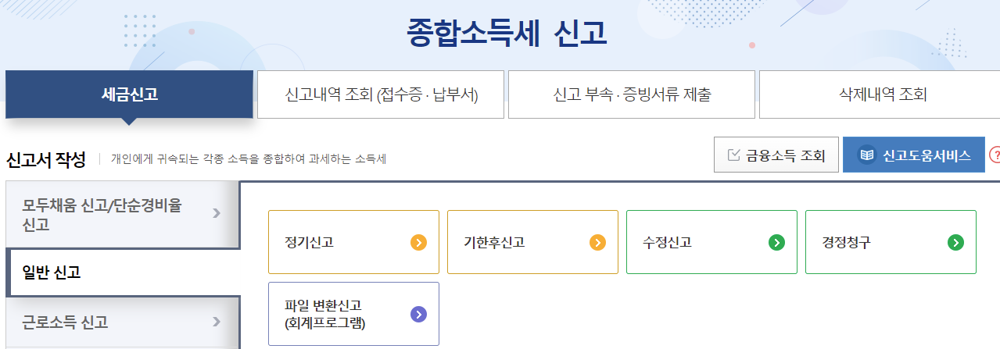 종합소득세 신고
세금신고
신고내역 조회 (접수증 · 납부서)
신고 부속 · 증빙서류 제출
삭제내역 조회
신고서 작성
개인에게 귀속되는 각종 소득을 종합하여 과세하는 소득세
금융소득 조회
신고도움서비스
?
모두채움 신고/단순경비율
신고
일반 신고
근로소득 신고
정기신고
기한후신고
수정신고
경정청구
파일 변환신고
(회계프로그램)